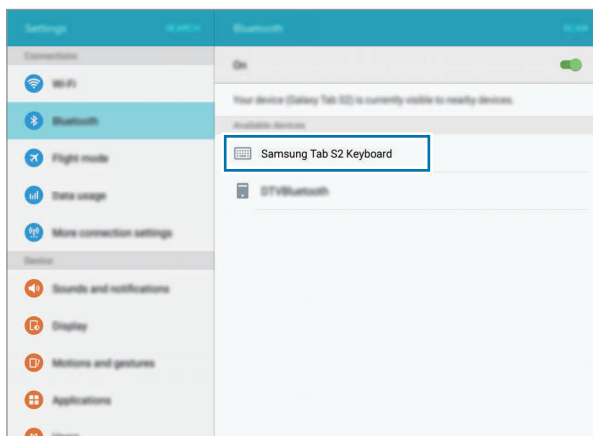 Settings SEARCH
Connections
Wi-Fi
Bluetooth
Flight mode
Data usage
More connection settings
Device
Sounds and notifications
Display
Motions and gestures
Applications
Bluetooth SCAN
On
Your device (Galaxy Tab S2) is currently visible to nearby devices.
Available devices
Samsung Tab S2 Keyboard
DTVBluetooth